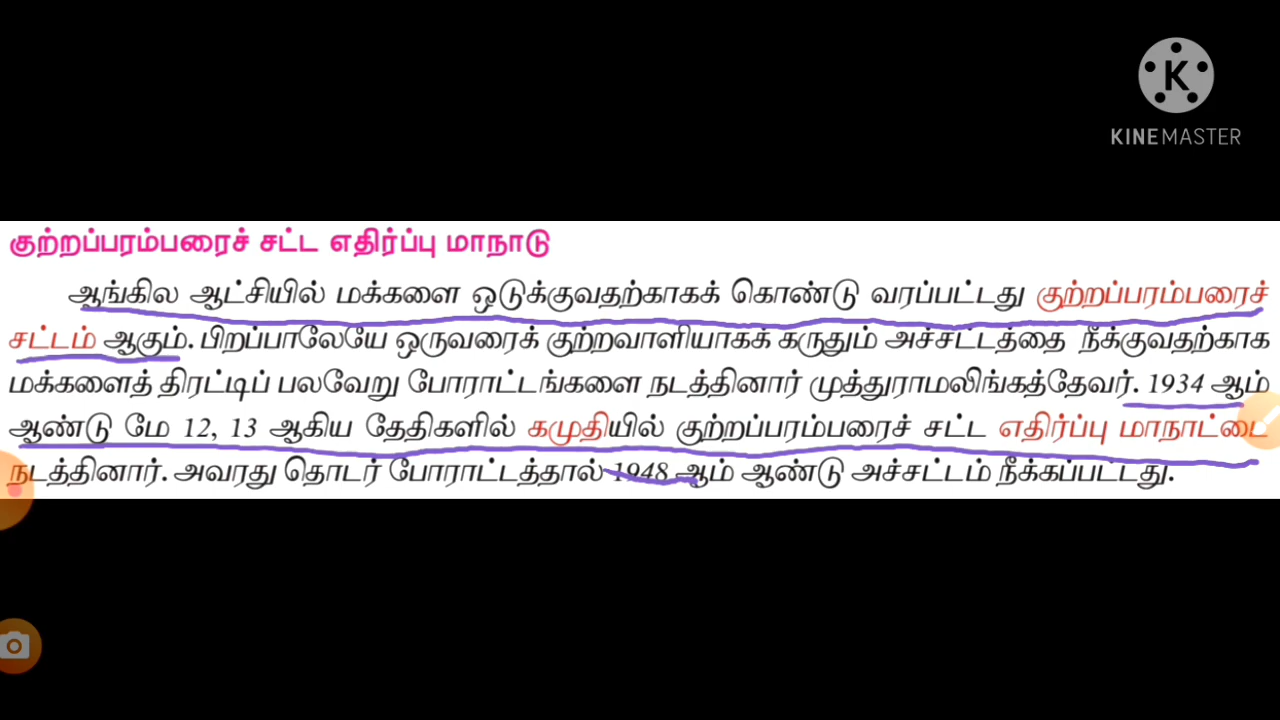 KINEMASTER
குற்றப்பரம்பரைச் சட்ட எதிர்ப்பு மாநாடு
ஆங்கில ஆட்சியில் மக்களை ஒடுக்குவதற்காகக் கொண்டு வரப்பட்டது குற்றப்பரம்பரைச்
சட்டம் ஆகும். பிறப்பாலேயே ஒருவரைக் குற்றவாளியாகக் கருதும் அச்சட்டத்தை நீக்குவதற்காக
மக்களைத் திரட்டிப் பலவேறு போராட்டங்களை நடத்தினார் முத்துராமலிங்கத்தேவர். 1934 ஆம்
ஆண்டு மே 12, 13 ஆகிய தேதிகளில் கமுதியில் குற்றப்பரம்பரைச் சட்ட எதிர்ப்பு மாநாட்டை
நடத்தினார். அவரது தொடர் போராட்டத்தால் 1948 ஆம் ஆண்டு அச்சட்டம் நீக்கப்பட்டது.